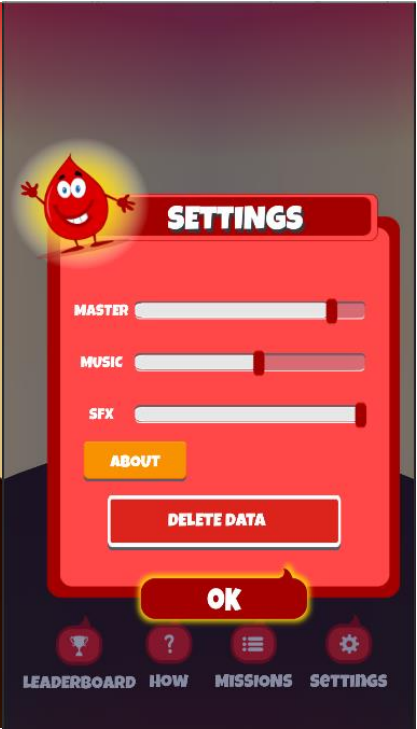 SETTINGS
MASTER
MUSIC
SFX
ABOUT
DELETE DATA
OK
?
LEADERBOARD HOW MISSIONS SETTINGS